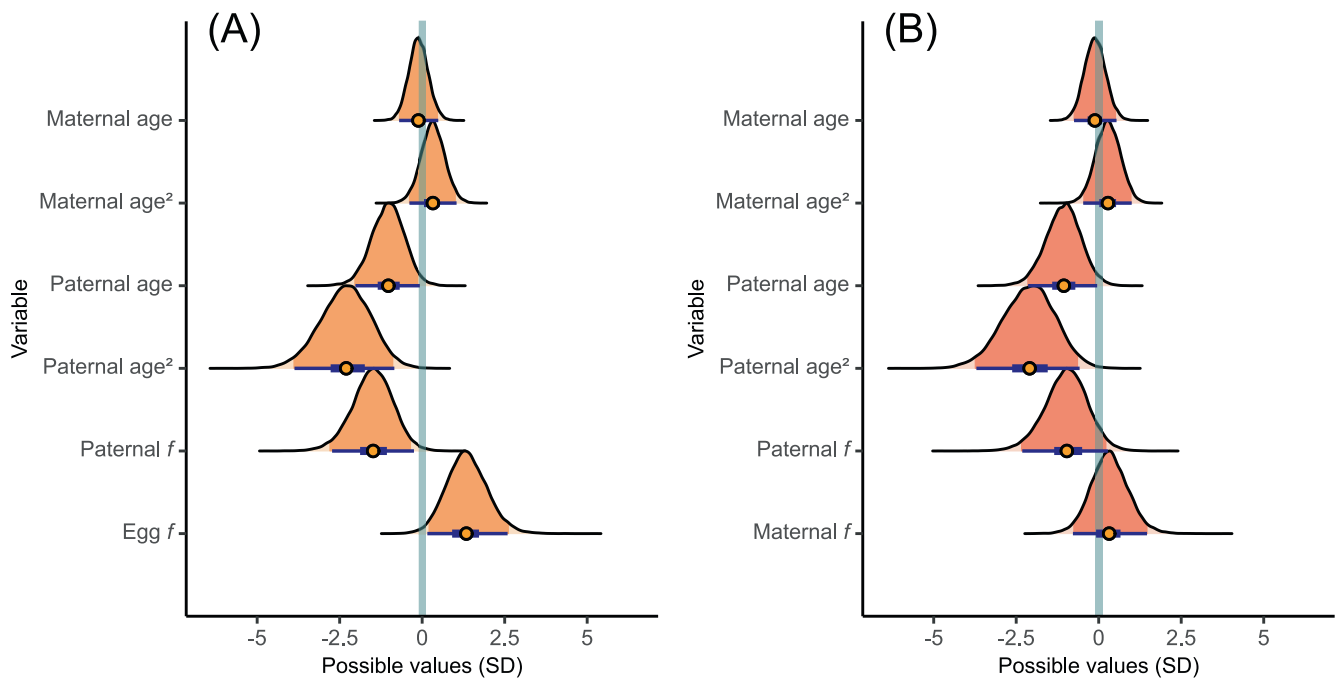 (A)
Variable
Maternal age
Maternal age²
Paternal age
Paternal age²
Paternal f
Egg f
-5 -2.5 0 2.5 5
Possible values (SD)
(B)
Variable
Maternal age
Maternal age²
Paternal age
Paternal age²
Paternal f
Maternal f
-5 -2.5 0 2.5 5
Possible values (SD)